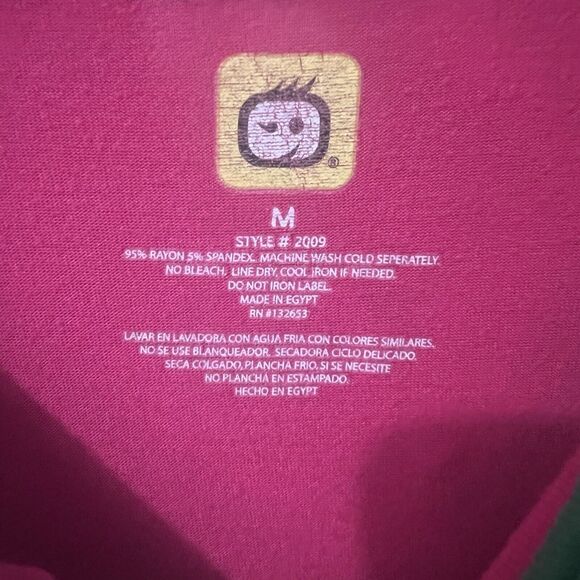 ®
M
STYLE # 2009
95% RAYON 5% SPANDEX. MACHINE WASH COLD SEPERATELY.
NO BLEACH. LINE DRY, COOL IRON IF NEEDED.
DO NOT IRON LABEL.
MADE IN EGYPT
RN #132653
LAVAR EN LAVADORA CON AGUA FRIA CON COLORES SIMILARES.
NO SE USE BLANQUEADOR. SECADORA CICLO DELICADO.
SECA COLGADO, PLANCHA FRIO, SI SE NECESITE
NO PLANCHA EN ESTAMPADO.
HECHO EN EGYPT